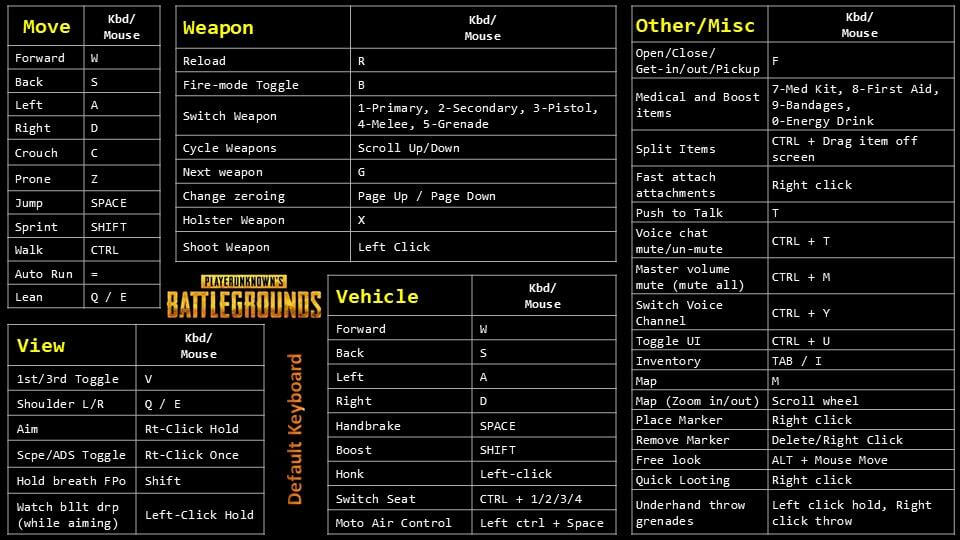 Move Kbd/
Mouse
Forward W
Back S
Left A
Right D
Crouch C
Prone Z
Jump SPACE
Sprint SHIFT
Walk CTRL
Auto Run =
Lean Q / E
Weapon Kbd/
Mouse
Reload R
Fire-mode Toggle B
Switch Weapon 1-Primary, 2-Secondary, 3-Pistol,
4-Melee, 5-Grenade
Cycle Weapons Scroll Up/Down
Next weapon G
Change zeroing Page Up / Page Down
Holster Weapon X
Shoot Weapon Left Click
PLAYERUNKNOWN'S
BATTLEGROUNDS
Default Keyboard
View Kbd/
Mouse
1st/3rd Toggle V
Shoulder L/R Q / E
Aim Rt-Click Hold
Scpe/ADS Toggle Rt-Click Once
Hold breath FPo Shift
Watch bllt drp
(while aiming) Left-Click Hold
Vehicle Kbd/
Mouse
Forward W
Back S
Left A
Right D
Handbrake SPACE
Boost SHIFT
Honk Left-click
Switch Seat CTRL + 1/2/3/4
Moto Air Control Left ctrl + Space
Other/Misc Kbd/
Mouse
Open/Close/
Get-in/out/Pickup F
Medical and Boost
items 7-Med Kit, 8-First Aid,
9-Bandages,
0-Energy Drink
Split Items CTRL + Drag item off
screen
Fast attach
attachments Right click
Push to Talk T
Voice chat
mute/un-mute CTRL + T
Master volume
mute (mute all) CTRL + M
Switch Voice
Channel CTRL + Y
Toggle UI CTRL + U
Inventory TAB / I
Map M
Map (Zoom in/out) Scroll wheel
Place Marker Right Click
Remove Marker Delete/Right Click
Free look ALT + Mouse Move
Quick Looting Right click
Underhand throw
grenades Left click hold, Right
click throw